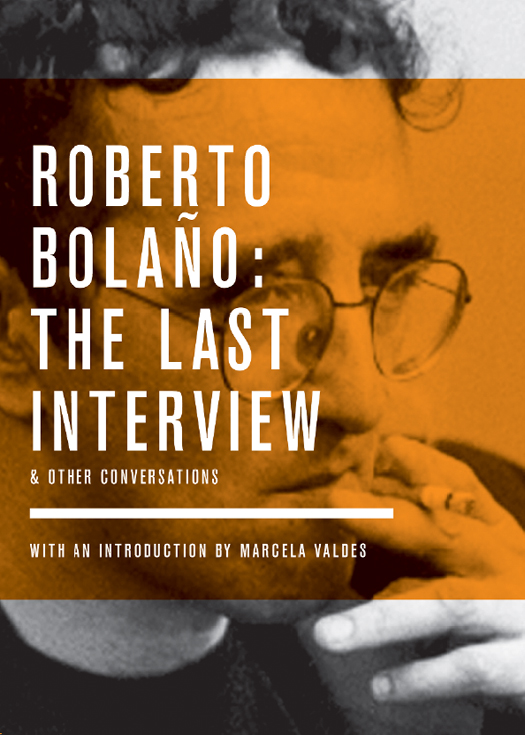 ROBERTO
BOLAÑO:
THE LAST
INTERVIEW
& OTHER CONVERSATIONS
WITH AN INTRODUCTION BY MARCELA VALDES